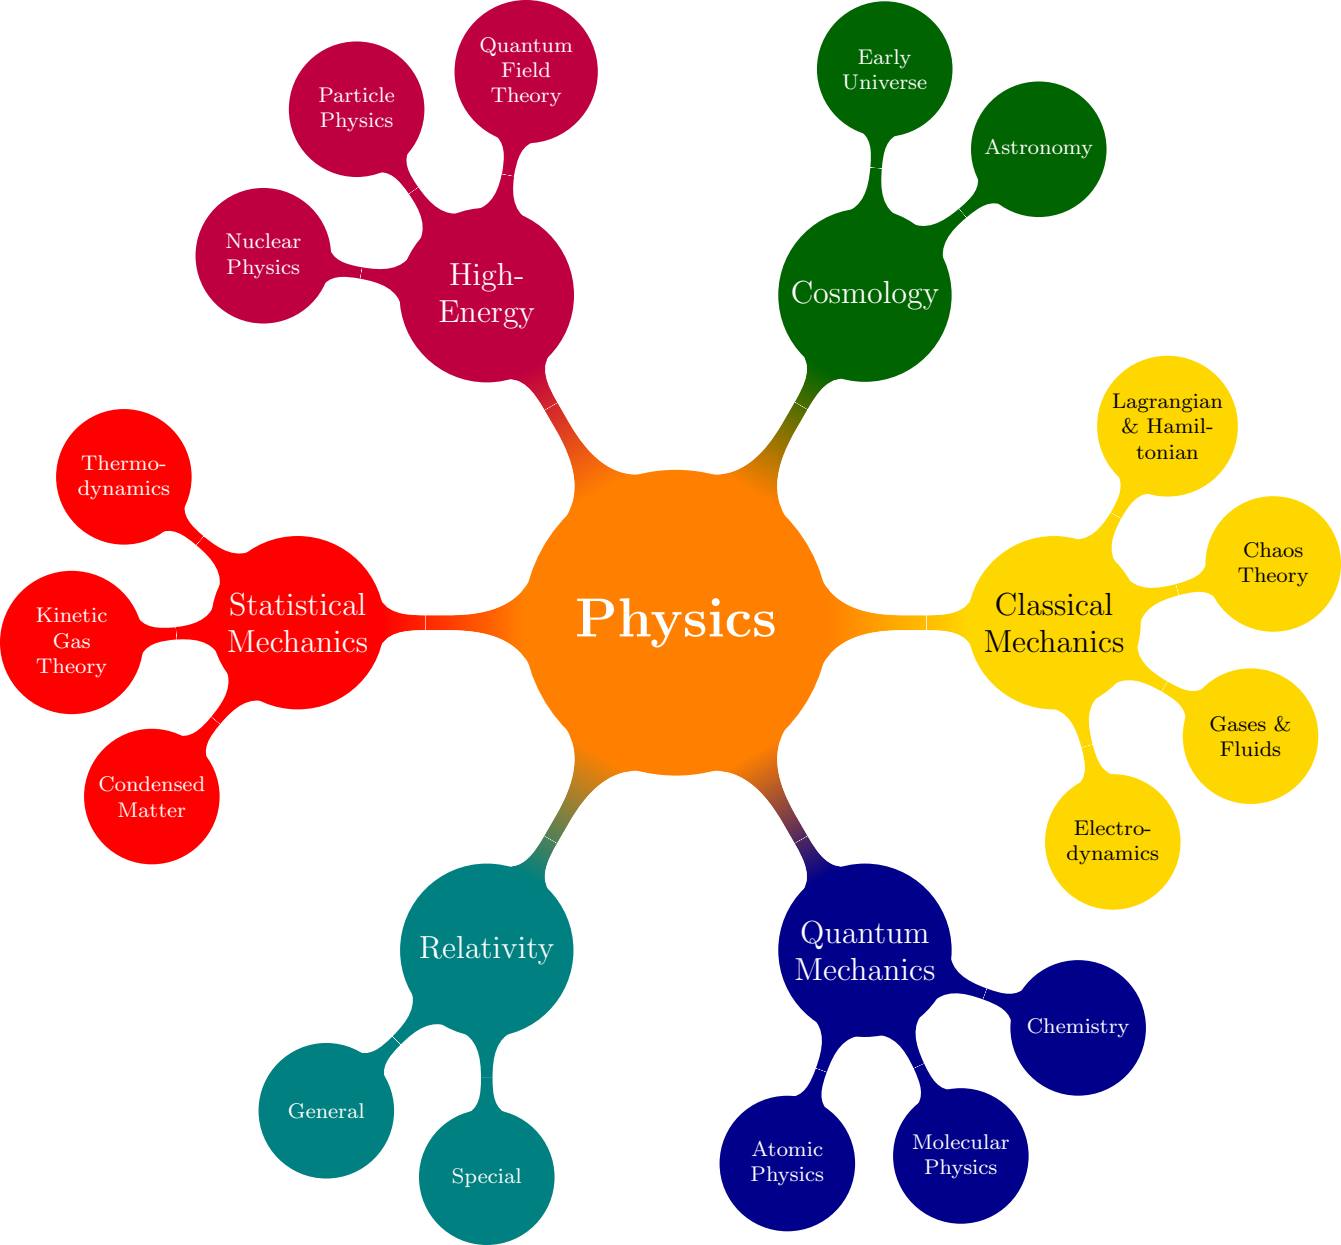 Physics
Cosmology
Early
Universe
Astronomy
Classical
Mechanics
Lagrangian
& Hamil-
tonian
Chaos
Theory
Gases &
Fluids
Electro-
dynamics
Quantum
Mechanics
Chemistry
Molecular
Physics
Atomic
Physics
Relativity
Special
General
Statistical
Mechanics
Condensed
Matter
Kinetic
Gas
Theory
Thermo-
dynamics
High-
Energy
Nuclear
Physics
Particle
Physics
Quantum
Field
Theory